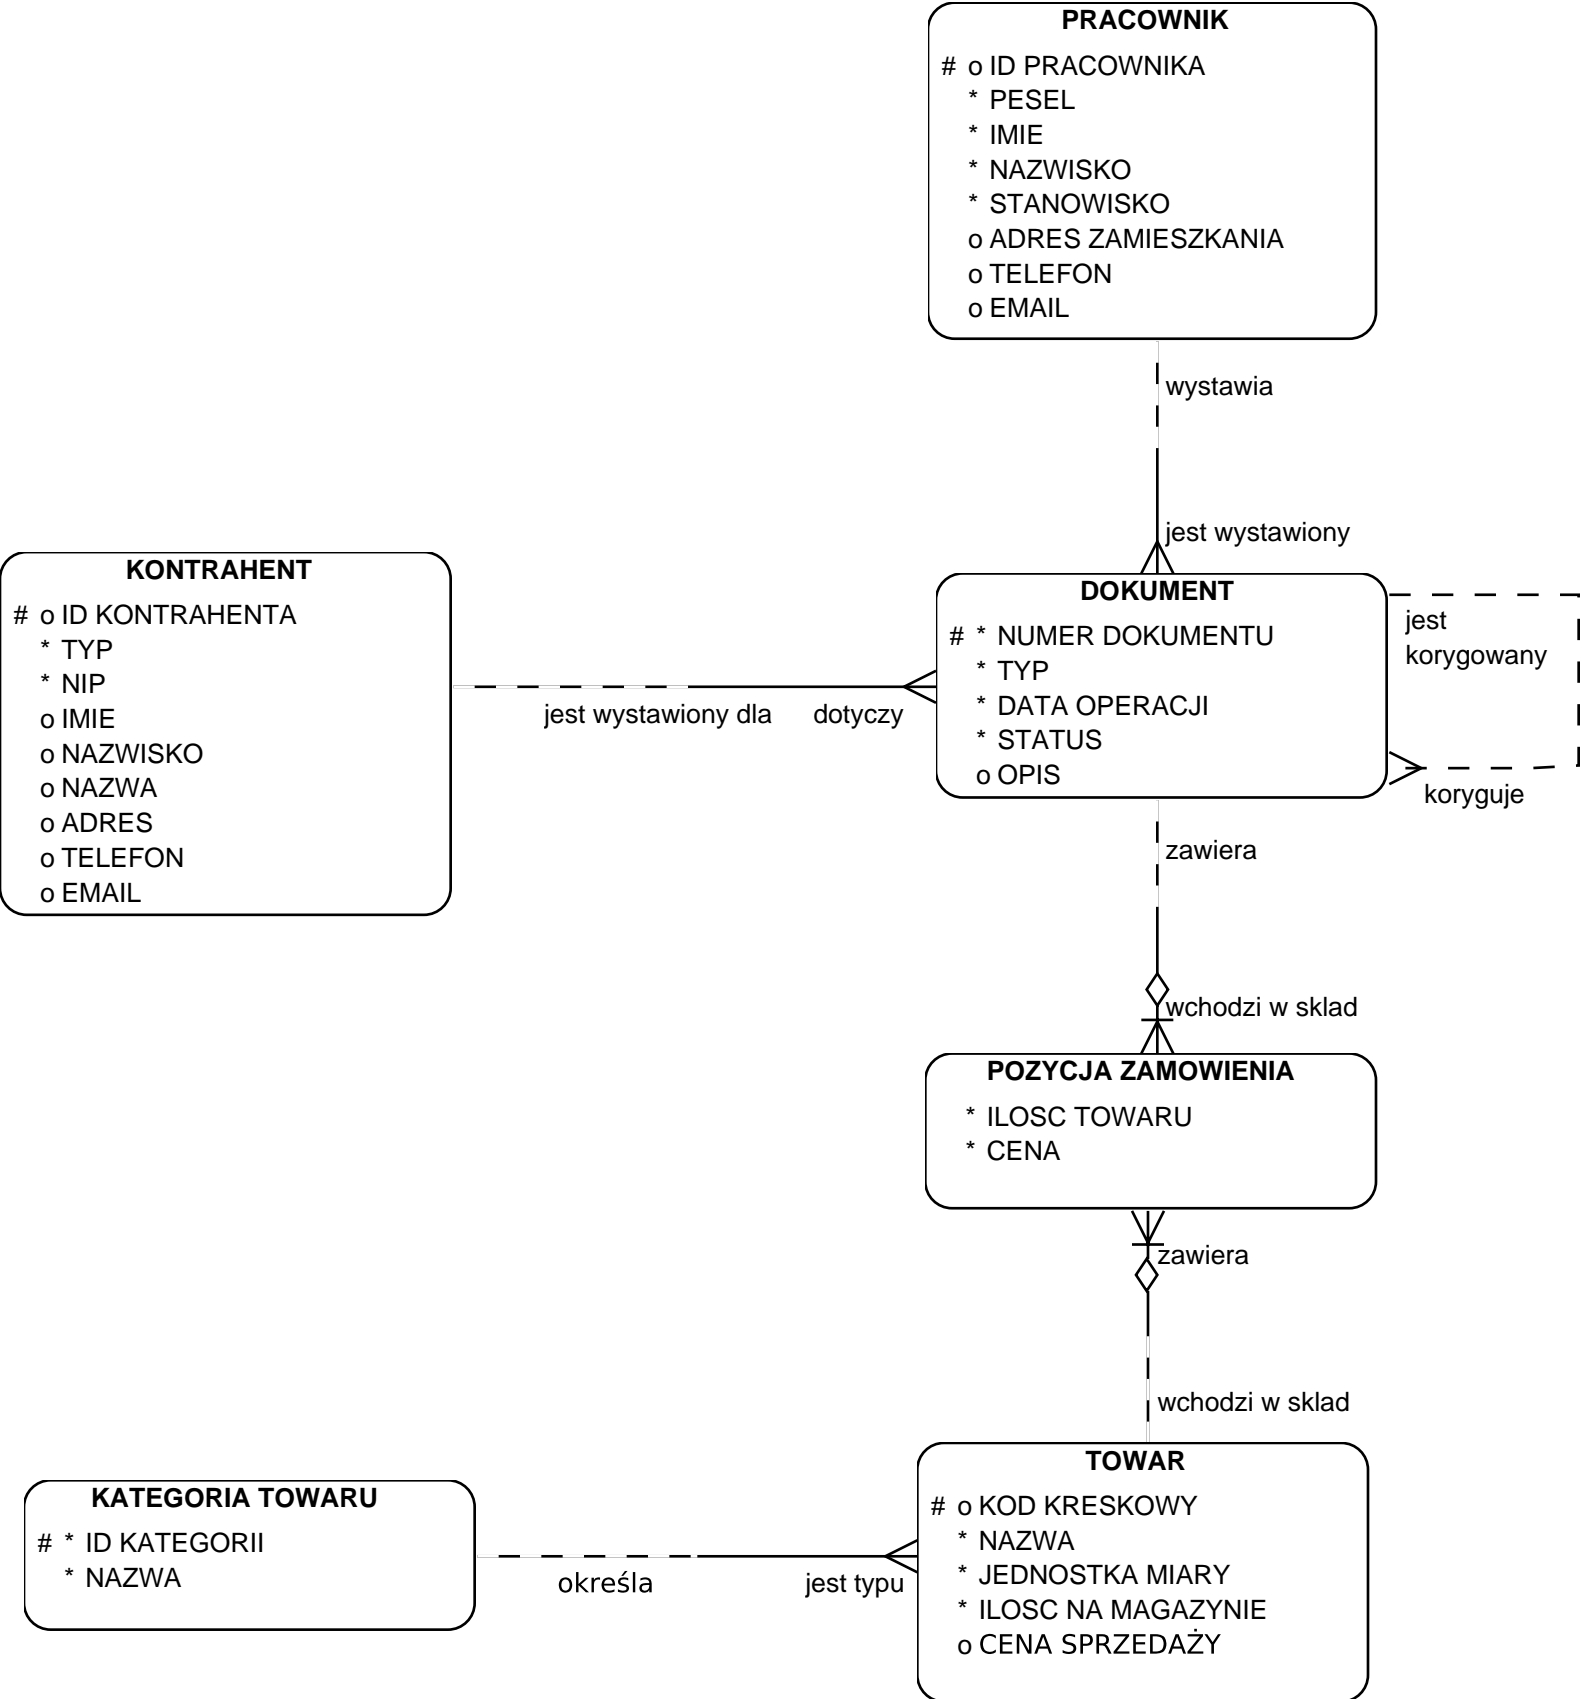 PRACOWNIK
# o ID PRACOWNIKA
* PESEL
* IMIE
* NAZWISKO
* STANOWISKO
o ADRES ZAMIESZKANIA
o TELEFON
o EMAIL
wystawia
jest wystawiony
KONTRAHENT
# o ID KONTRAHENTA
* TYP
* NIP
o IMIE
o NAZWISKO
o NAZWA
o ADRES
o TELEFON
o EMAIL
jest wystawiony dla
dotyczy
DOKUMENT
# * NUMER DOKUMENTU
* TYP
* DATA OPERACJI
* STATUS
o OPIS
jest
korygowany
koryguje
zawiera
wchodzi w sklad
POZYCJA ZAMOWIENIA
* ILOSC TOWARU
* CENA
zawiera
wchodzi w sklad
KATEGORIA TOWARU
# * ID KATEGORII
* NAZWA
określa
jest typu
TOWAR
# o KOD KRESKOWY
* NAZWA
* JEDNOSTKA MIARY
* ILOSC NA MAGAZYNIE
o CENA SPRZEDAŻY